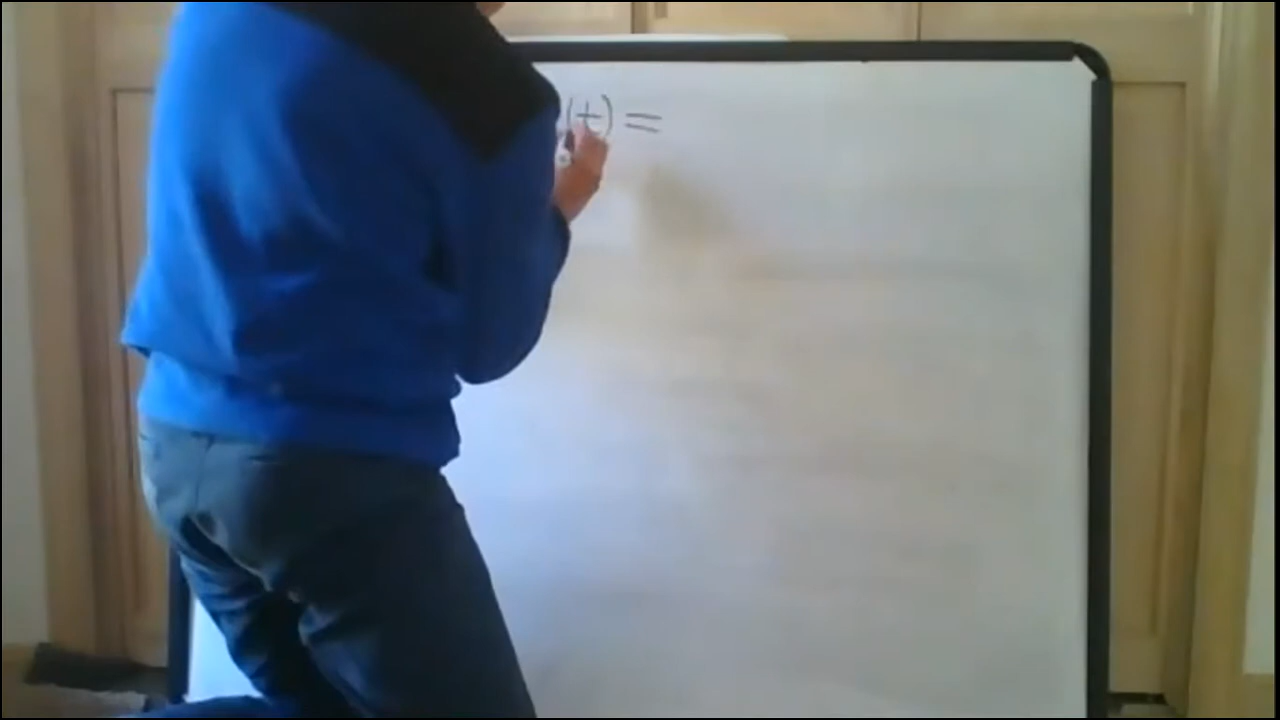 (t) =